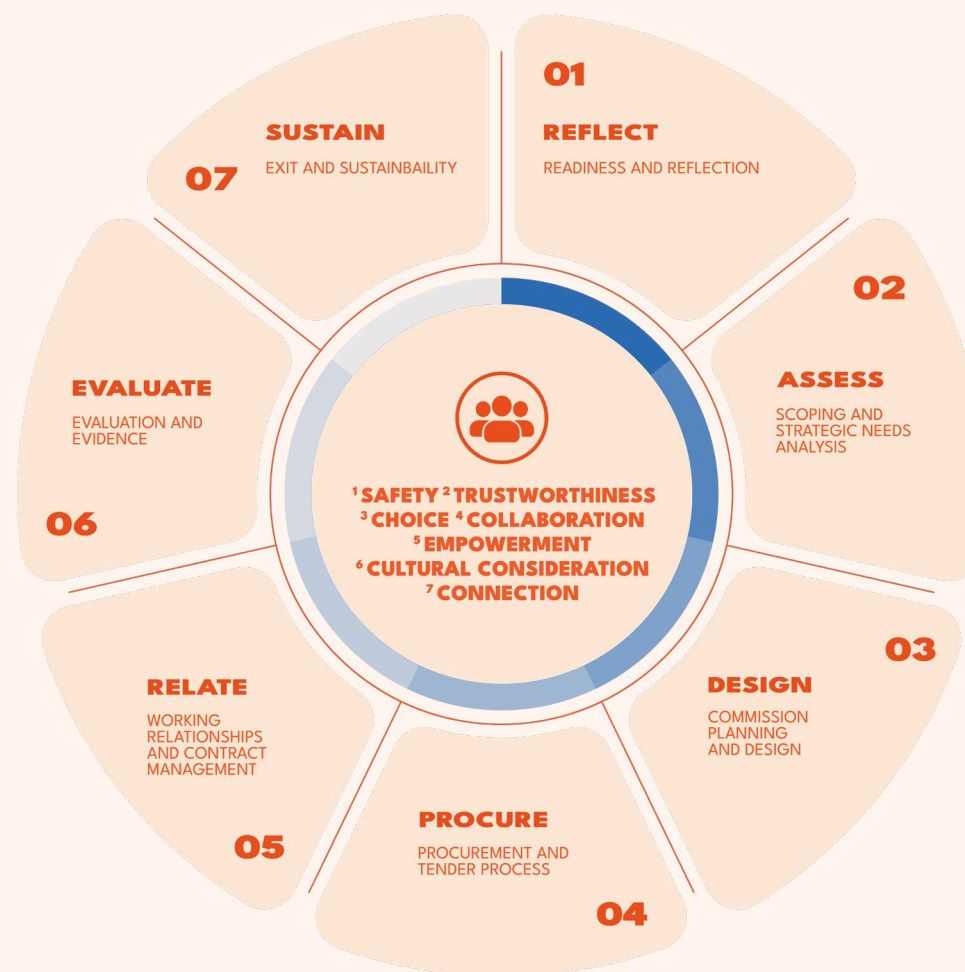 01
REFLECT
READINESS AND REFLECTION
02
ASSESS
SCOPING AND
STRATEGIC NEEDS
ANALYSIS
03
DESIGN
COMMISSION
PLANNING
AND DESIGN
04
PROCURE
PROCUREMENT AND
TENDER PROCESS
05
RELATE
WORKING
RELATIONSHIPS
AND CONTRACT
MANAGEMENT
06
EVALUATE
EVALUATION AND
EVIDENCE
07
SUSTAIN
EXIT AND SUSTAINBAILITY
¹ SAFETY ² TRUSTWORTHINESS
³ CHOICE ⁴ COLLABORATION
⁵ EMPOWERMENT
⁶ CULTURAL CONSIDERATION
⁷ CONNECTION